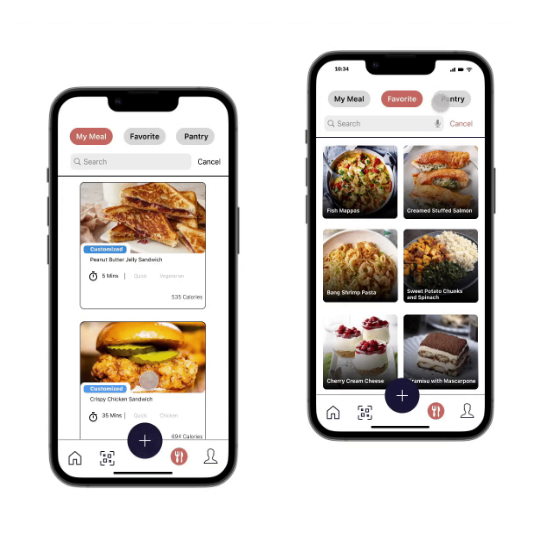 My Meal
Favorite
Pantry
Search
Cancel
Customized
Peanut Butter Jelly Sandwich
5 Mins |
Quick
Vegetarian
535 Calories
Customized
Crispy Chicken Sandwich
35 Mins |
Quick
Chicken
694 Calories
+
10:34
My Meal
Favorite
Pantry
Search
Cancel
Fish Mappas
Creamed Stuffed Salmon
Bang Shrimp Pasta
Sweet Potato Chunks
and Spinach
Cherry Cream Cheese
Tiramisu with Mascarpone
+